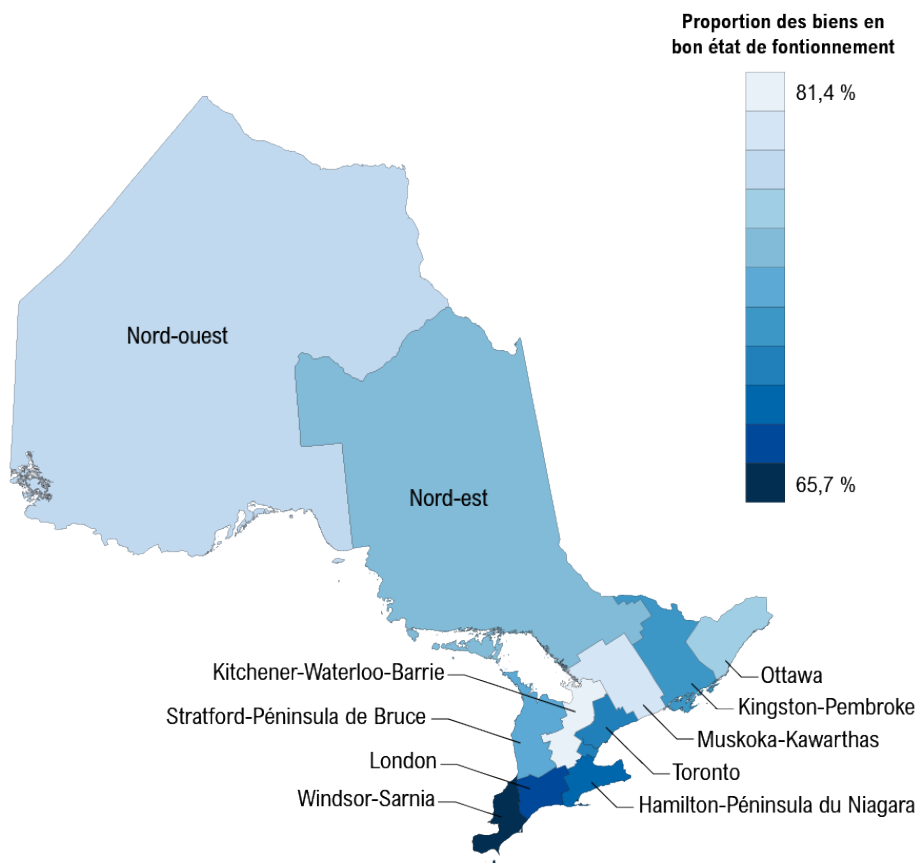 Proportion des biens en
bon état de fontionnement
81,4 %
65,7 %
Nord-ouest
Nord-est
Kitchener-Waterloo-Barrie
Stratford-Péninsula de Bruce
London
Windsor-Sarnia
Ottawa
Kingston-Pembroke
Muskoka-Kawarthas
Toronto
Hamilton-Péninsula du Niagara